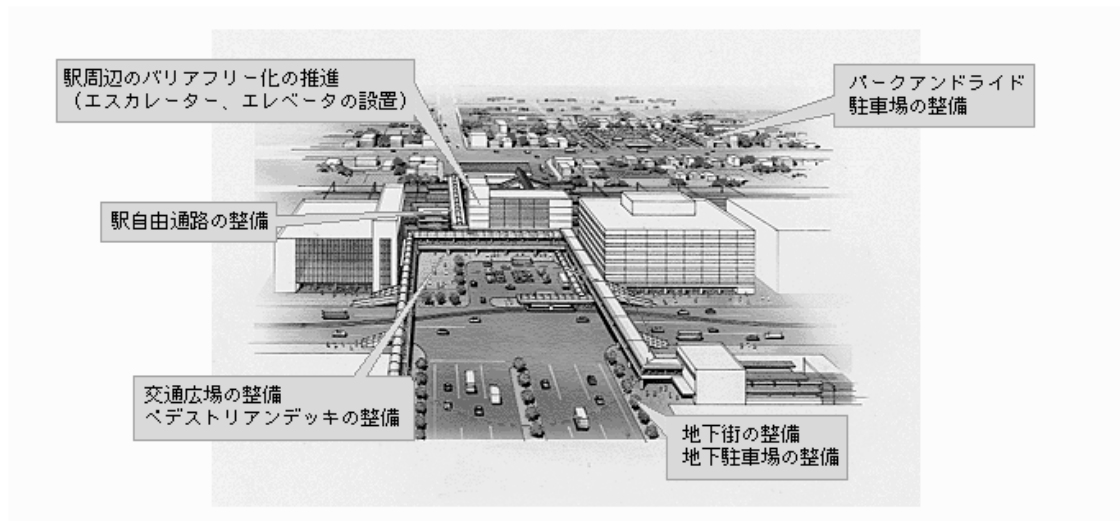 駅周辺のバリアフリー化の推進
（エスカレーター、エレベータの設置）
パークアンドライド
駐車場の整備
駅自由通路の整備
交通広場の整備
ペデストリアンデッキの整備
地下街の整備
地下駐車場の整備